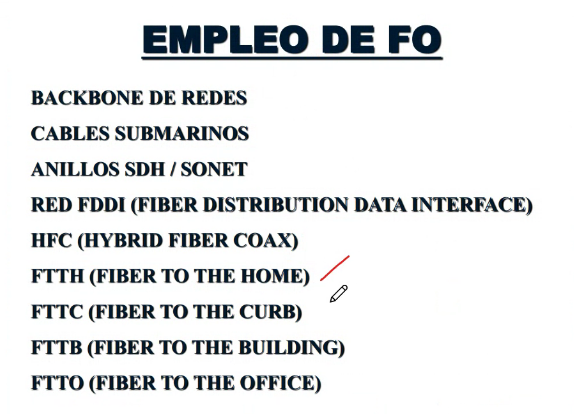 EMPLEO DE FO
BACKBONE DE REDES
CABLES SUBMARINOS
ANILLOS SDH / SONET
RED FDDI (FIBER DISTRIBUTION DATA INTERFACE)
HFC (HYBRID FIBER COAX)
FTTH (FIBER TO THE HOME)
FTTC (FIBER TO THE CURB)
FTTB (FIBER TO THE BUILDING)
FTTO (FIBER TO THE OFFICE)